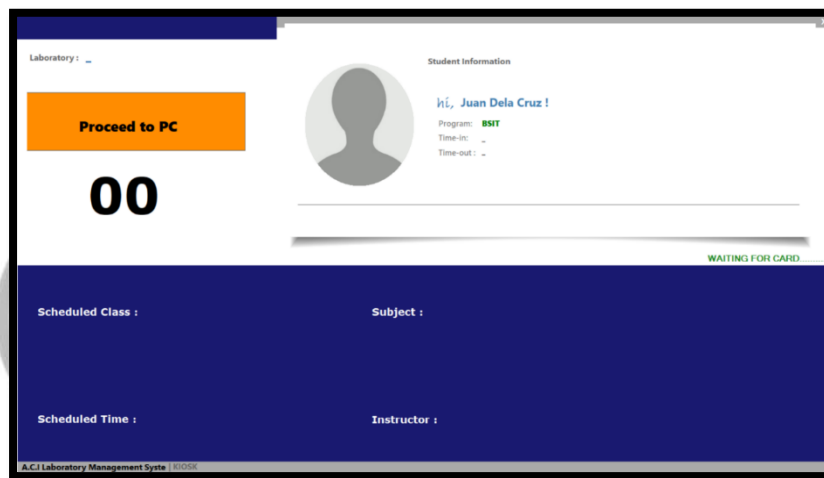 Laboratory : _
Student Information
Proceed to PC
hi, Juan Dela Cruz !
Program: BSIT
Time-in: _
Time-out : _
00
WAITING FOR CARD..........
Scheduled Class :
Subject :
Scheduled Time :
Instructor :
A.C.I Laboratory Management Syste | KIOSK